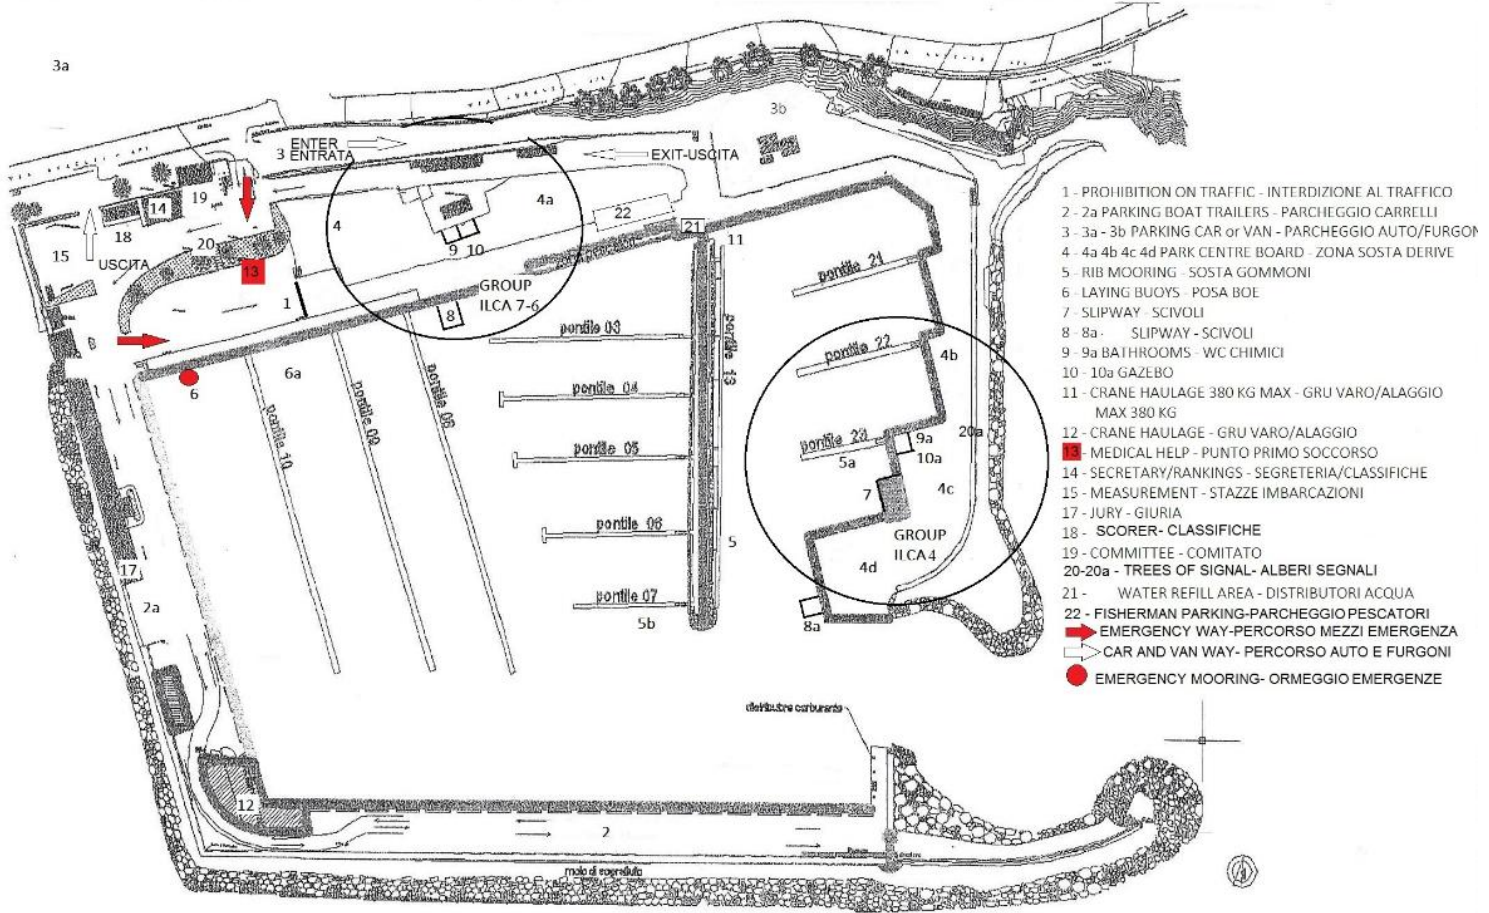 3a
3b
ENTER
3 ENTRATA
EXIT-USCITA
19
14
18
15
USCITA
20
13
4
4a
22
21
9 10
11
GROUP
ILCA 7-6
1
8
6
6a
pontile 10
pontile 09
pontile 08
pontile 03
pontile 04
pontile 05
pontile 06
pontile 07
pontile 13
5
5b
pontile 21
pontile 22
pontile 23
4b
9a
10a
20a
5a
7
4c
GROUP
ILCA 4
4d
8a
17
2a
12
2
distributore carburante
molo di sopraflutto
1 - PROHIBITION ON TRAFFIC - INTERDIZIONE AL TRAFFICO
2 - 2a PARKING BOAT TRAILERS - PARCHEGGIO CARRELLI
3 - 3a - 3b PARKING CAR or VAN - PARCHEGGIO AUTO/FURGON
4 - 4a 4b 4c 4d PARK CENTRE BOARD - ZONA SOSTA DERIVE
5 - RIB MOORING - SOSTA GOMMONI
6 - LAYING BUOYS - POSA BOE
7 - SLIPWAY - SCIVOLI
8 - 8a - SLIPWAY - SCIVOLI
9 - 9a BATHROOMS - WC CHIMICI
10 - 10a GAZEBO
11 - CRANE HAULAGE 380 KG MAX - GRU VARO/ALAGGIO
MAX 380 KG
12 - CRANE HAULAGE - GRU VARO/ALAGGIO
13 - MEDICAL HELP - PUNTO PRIMO SOCCORSO
14 - SECRETARY/RANKINGS - SEGRETERIA/CLASSIFICHE
15 - MEASUREMENT - STAZZE IMBARCAZIONI
17 - JURY - GIURIA
18 - SCORER- CLASSIFICHE
19 - COMMITTEE - COMITATO
20-20a - TREES OF SIGNAL- ALBERI SEGNALI
21 - WATER REFILL AREA - DISTRIBUTORI ACQUA
22 - FISHERMAN PARKING-PARCHEGGIO PESCATORI
EMERGENCY WAY-PERCORSO MEZZI EMERGENZA
CAR AND VAN WAY- PERCORSO AUTO E FURGONI
EMERGENCY MOORING- ORMEGGIO EMERGENZE